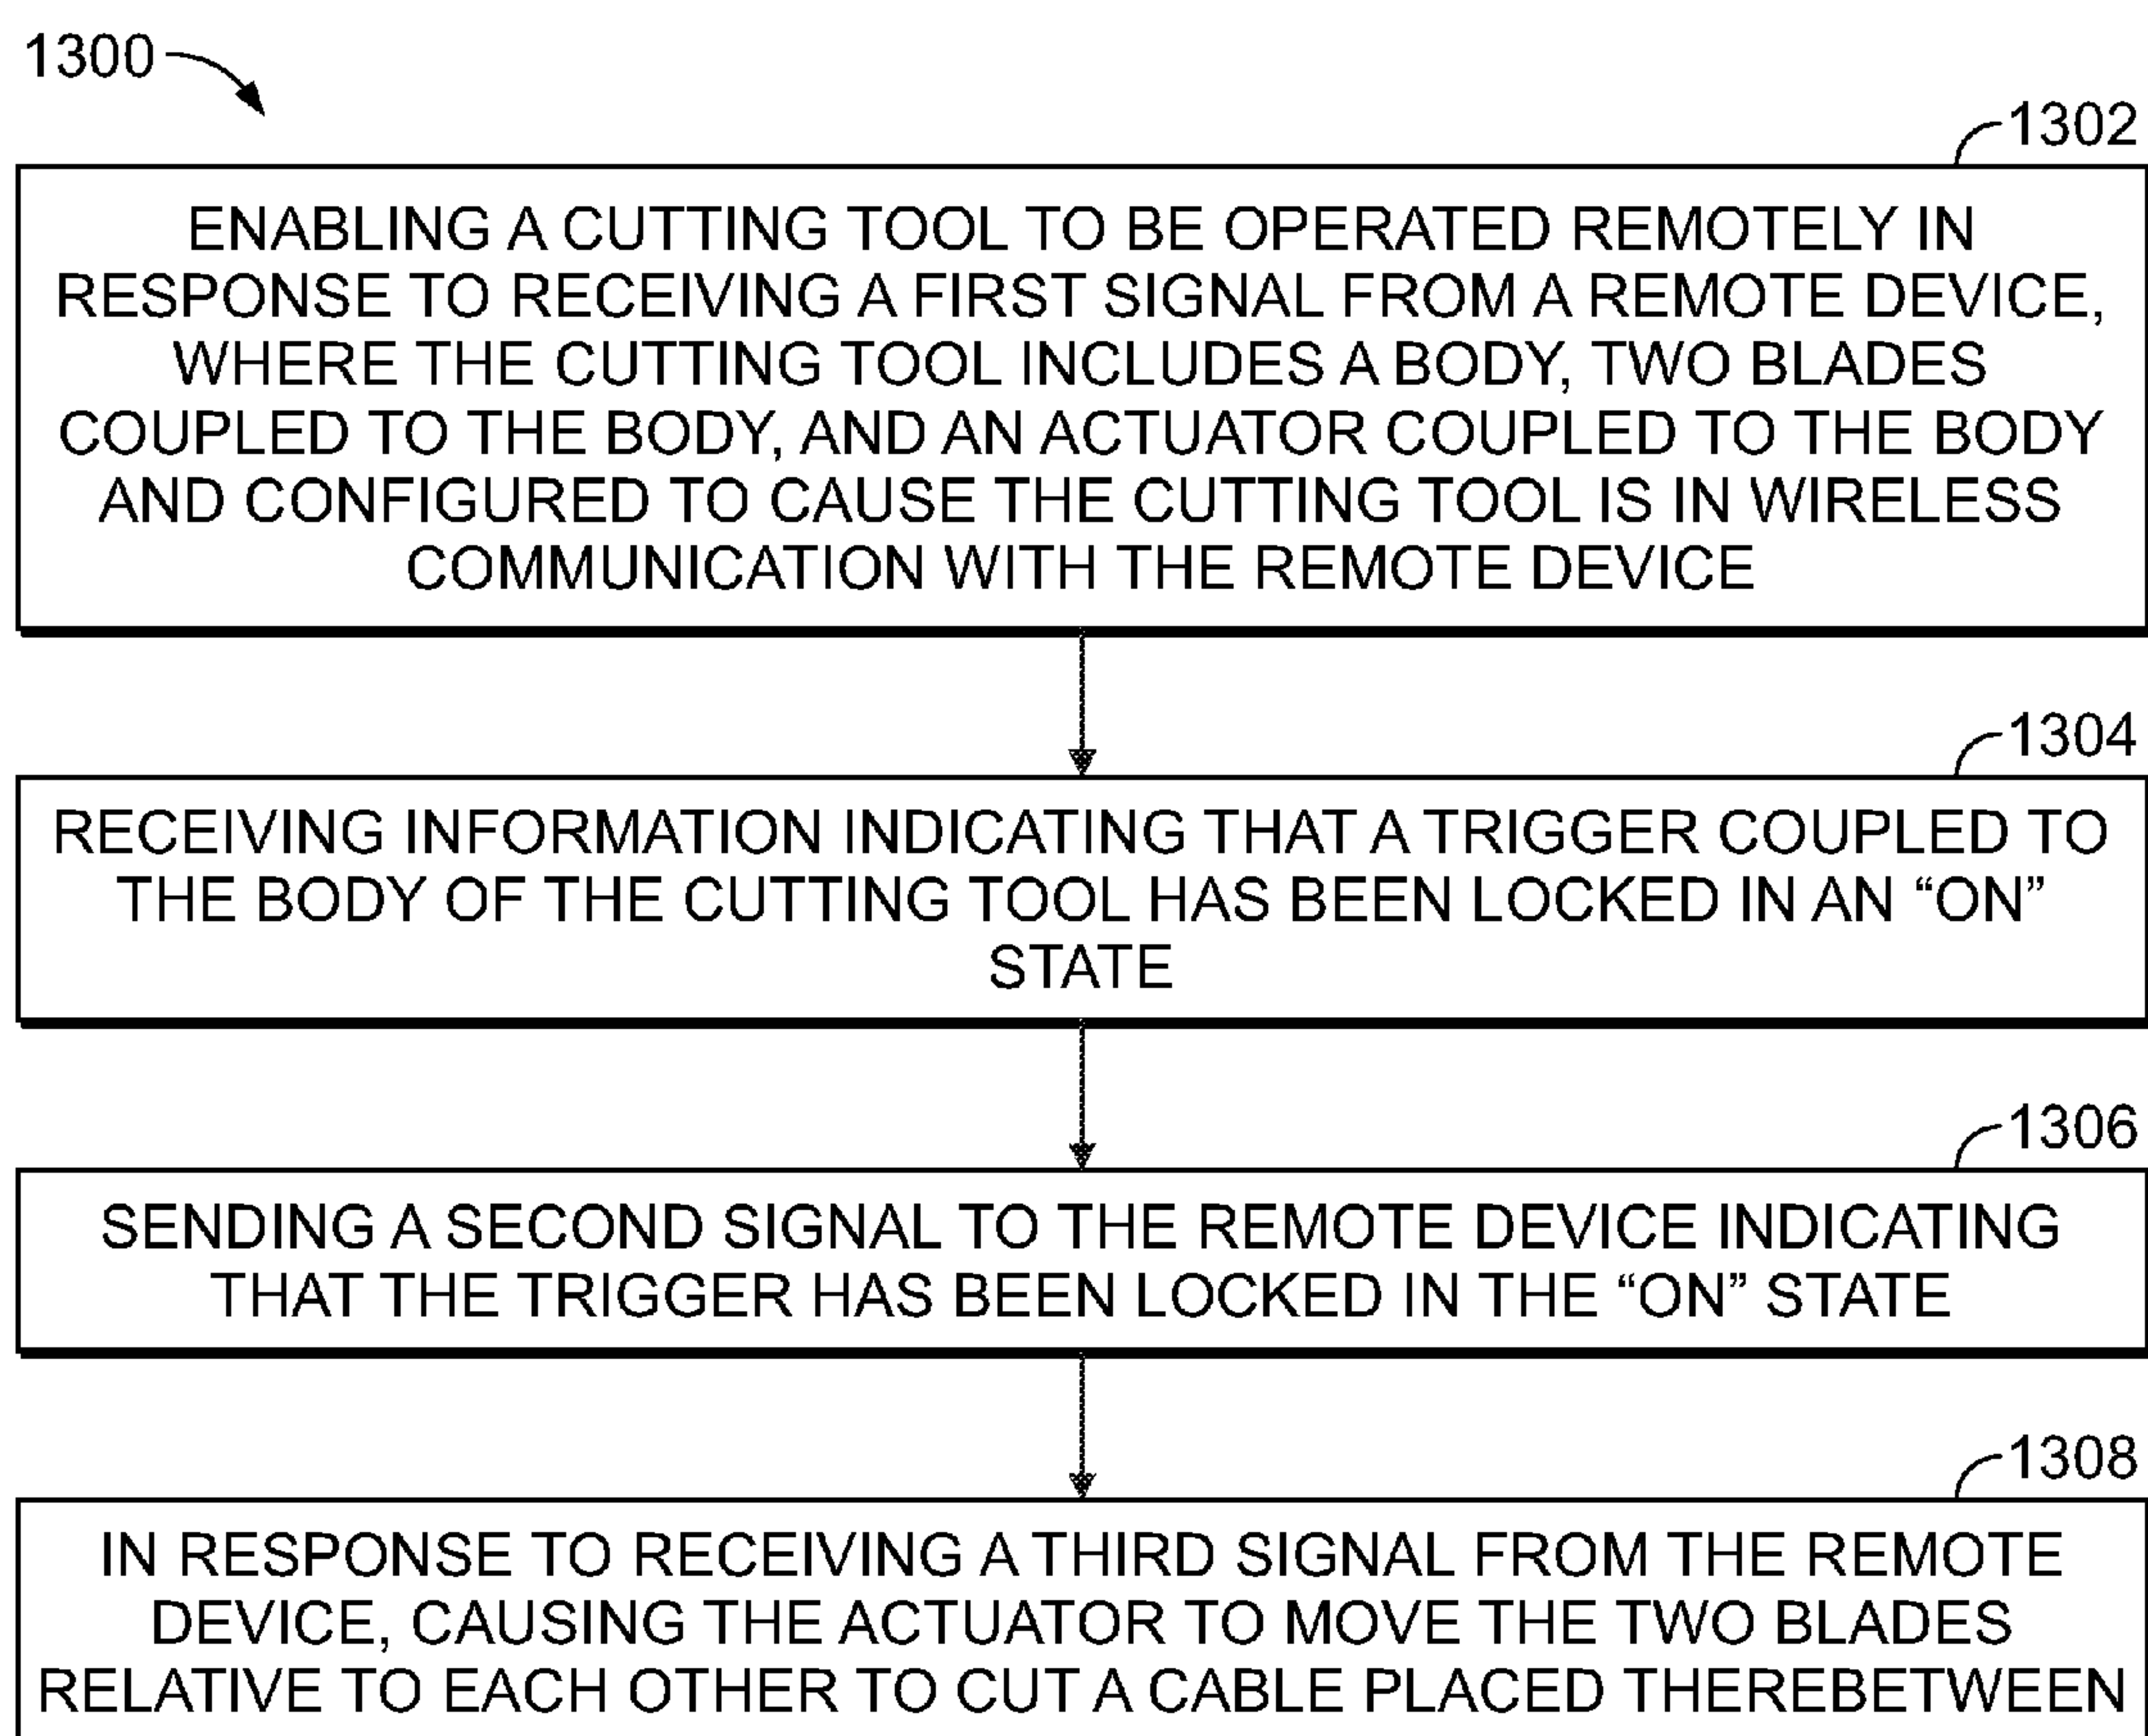 1300
1302
ENABLING A CUTTING TOOL TO BE OPERATED REMOTELY IN
RESPONSE TO RECEIVING A FIRST SIGNAL FROM A REMOTE DEVICE,
WHERE THE CUTTING TOOL INCLUDES A BODY, TWO BLADES
COUPLED TO THE BODY, AND AN ACTUATOR COUPLED TO THE BODY
AND CONFIGURED TO CAUSE THE CUTTING TOOL IS IN WIRELESS
COMMUNICATION WITH THE REMOTE DEVICE
1304
RECEIVING INFORMATION INDICATING THAT A TRIGGER COUPLED TO
THE BODY OF THE CUTTING TOOL HAS BEEN LOCKED IN AN “ON”
STATE
1306
SENDING A SECOND SIGNAL TO THE REMOTE DEVICE INDICATING
THAT THE TRIGGER HAS BEEN LOCKED IN THE “ON” STATE
1308
IN RESPONSE TO RECEIVING A THIRD SIGNAL FROM THE REMOTE
DEVICE, CAUSING THE ACTUATOR TO MOVE THE TWO BLADES
RELATIVE TO EACH OTHER TO CUT A CABLE PLACED THEREBETWEEN